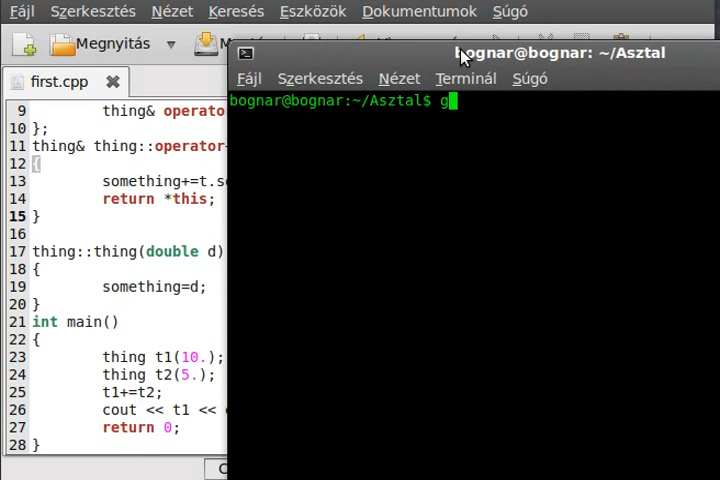 Fájl Szerkesztés Nézet Keresés Eszközök Dokumentumok Súgó
Megnyitás
first.cpp
bognar@bognar: ~/Asztal
Fájl Szerkesztés Nézet Terminál Súgó
bognar@bognar:~/Asztal$ g
9 thing& operato
10 };
11 thing& thing::operator
12 {
13 something+=t.s
14 return *this;
15 }
16
17 thing::thing(double d)
18 {
19 something=d;
20 }
21 int main()
22 {
23 thing t1(10.);
24 thing t2(5.);
25 t1+=t2;
26 cout << t1 <<
27 return 0;
28 }